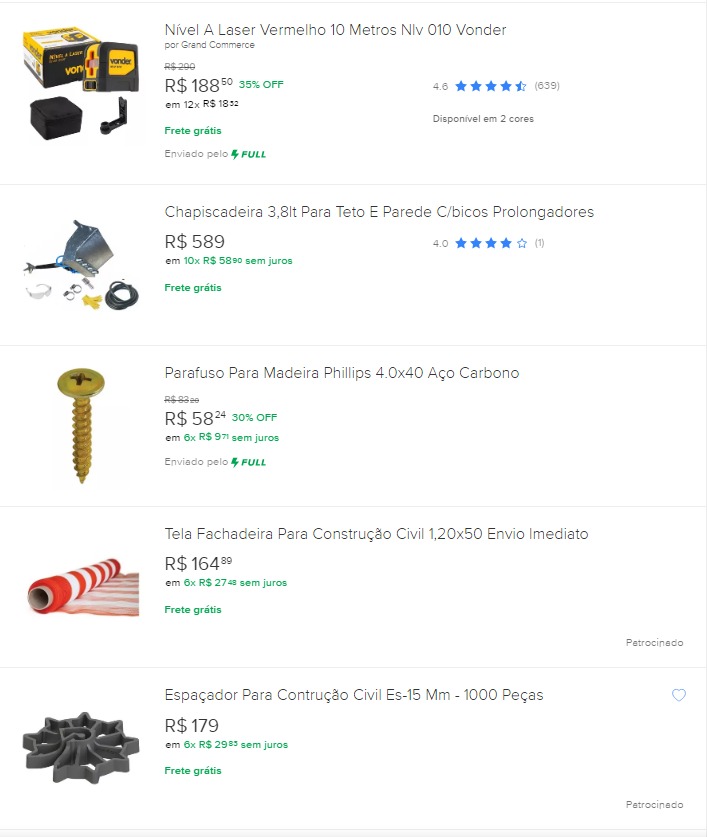 Nível A Laser Vermelho 10 Metros Nlv 010 Vonder
por Grand Commerce
R$ 290
R$ 188 50 35% OFF
em 12x R$ 18 32
Frete grátis
Enviado pelo FULL
4.6 (639)
Disponível em 2 cores
NÍVEL A LASER
vonder
vonder
Chapiscadeira 3,8lt Para Teto E Parede C/bicos Prolongadores
R$ 589
em 10x R$ 58 90 sem juros
Frete grátis
4.0 (1)
Parafuso Para Madeira Phillips 4.0x40 Aço Carbono
R$ 83 20
R$ 58 24 30% OFF
em 6x R$ 9 71 sem juros
Enviado pelo FULL
Tela Fachadeira Para Construção Civil 1,20x50 Envio Imediato
R$ 164 89
em 6x R$ 27 48 sem juros
Frete grátis
Patrocinado
Espaçador Para Contrução Civil Es-15 Mm - 1000 Peças
R$ 179
em 6x R$ 29 83 sem juros
Frete grátis
Patrocinado